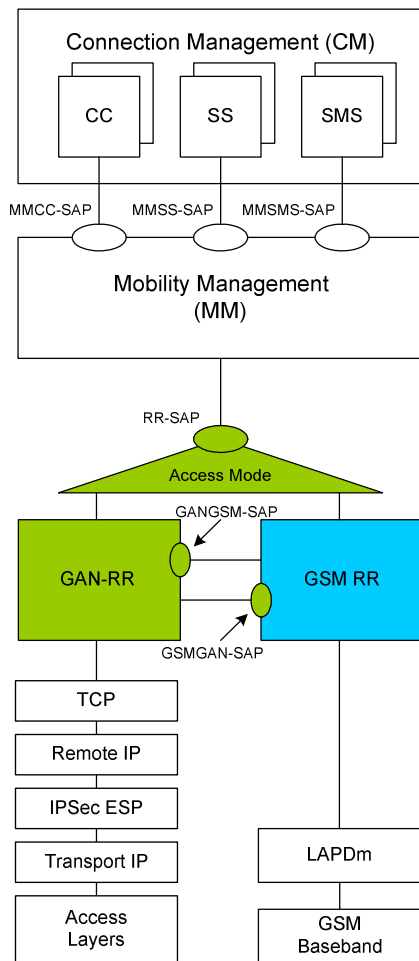 Connection Management (CM)
CC
SS
SMS
MMCC-SAP
MMSS-SAP
MMSMS-SAP
Mobility Management
(MM)
RR-SAP
Access Mode
GANGSM-SAP
GAN-RR
GSM RR
GSMGAN-SAP
TCP
Remote IP
IPSec ESP
Transport IP
LAPDm
Access
Layers
GSM
Baseband